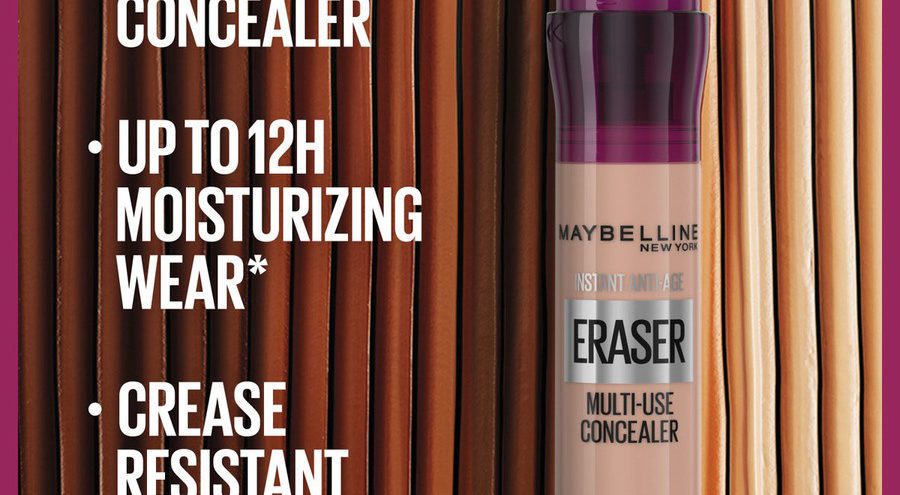 CONCEALER
• UP TO 12H
MOISTURIZING
WEAR*
• CREASE
RESISTANT
MAYBELLINE
NEW YORK
INSTANT ANTI-AGE
ERASER
MULTI-USE
CONCEALER